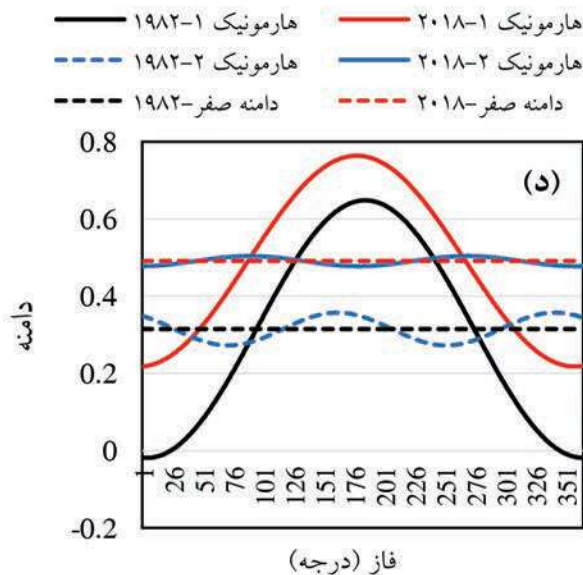 هارمونیک ۱-۱۹۸۲
هارمونیک ۱-۲۰۱۸
هارمونیک ۲-۱۹۸۲
هارمونیک ۲-۲۰۱۸
دامنه صفر-۱۹۸۲
دامنه صفر-۲۰۱۸
(د)
0.8
0.6
0.4
0.2
0
-0.2
دامنه
1 26 51 76 101 126 151 176 201 226 251 276 301 326 351
فاز (درجه)